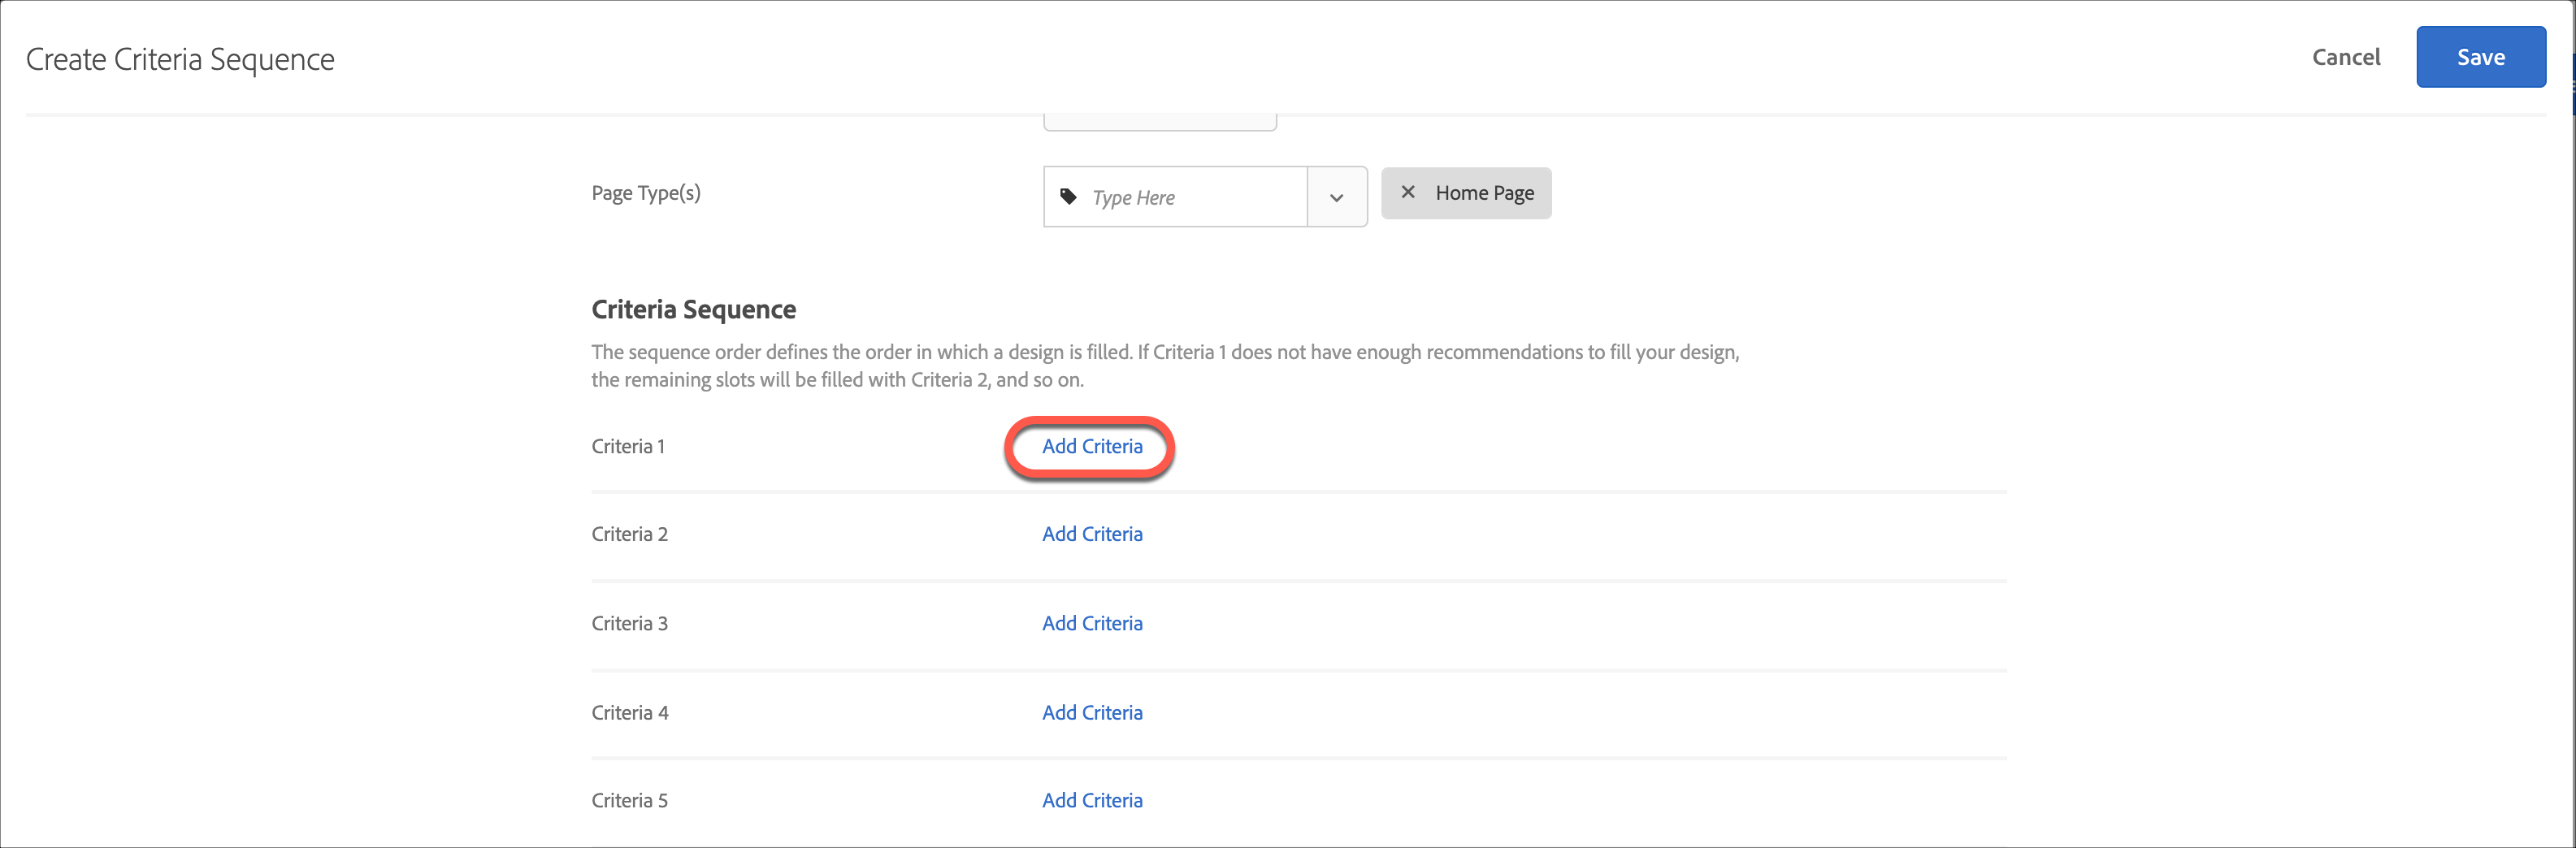 Create Criteria Sequence
Cancel
Save
Page Type(s)
Type Here
Home Page
Criteria Sequence
The sequence order defines the order in which a design is filled. If Criteria 1 does not have enough recommendations to fill your design,
the remaining slots will be filled with Criteria 2, and so on.
Criteria 1
Add Criteria
Criteria 2
Add Criteria
Criteria 3
Add Criteria
Criteria 4
Add Criteria
Criteria 5
Add Criteria